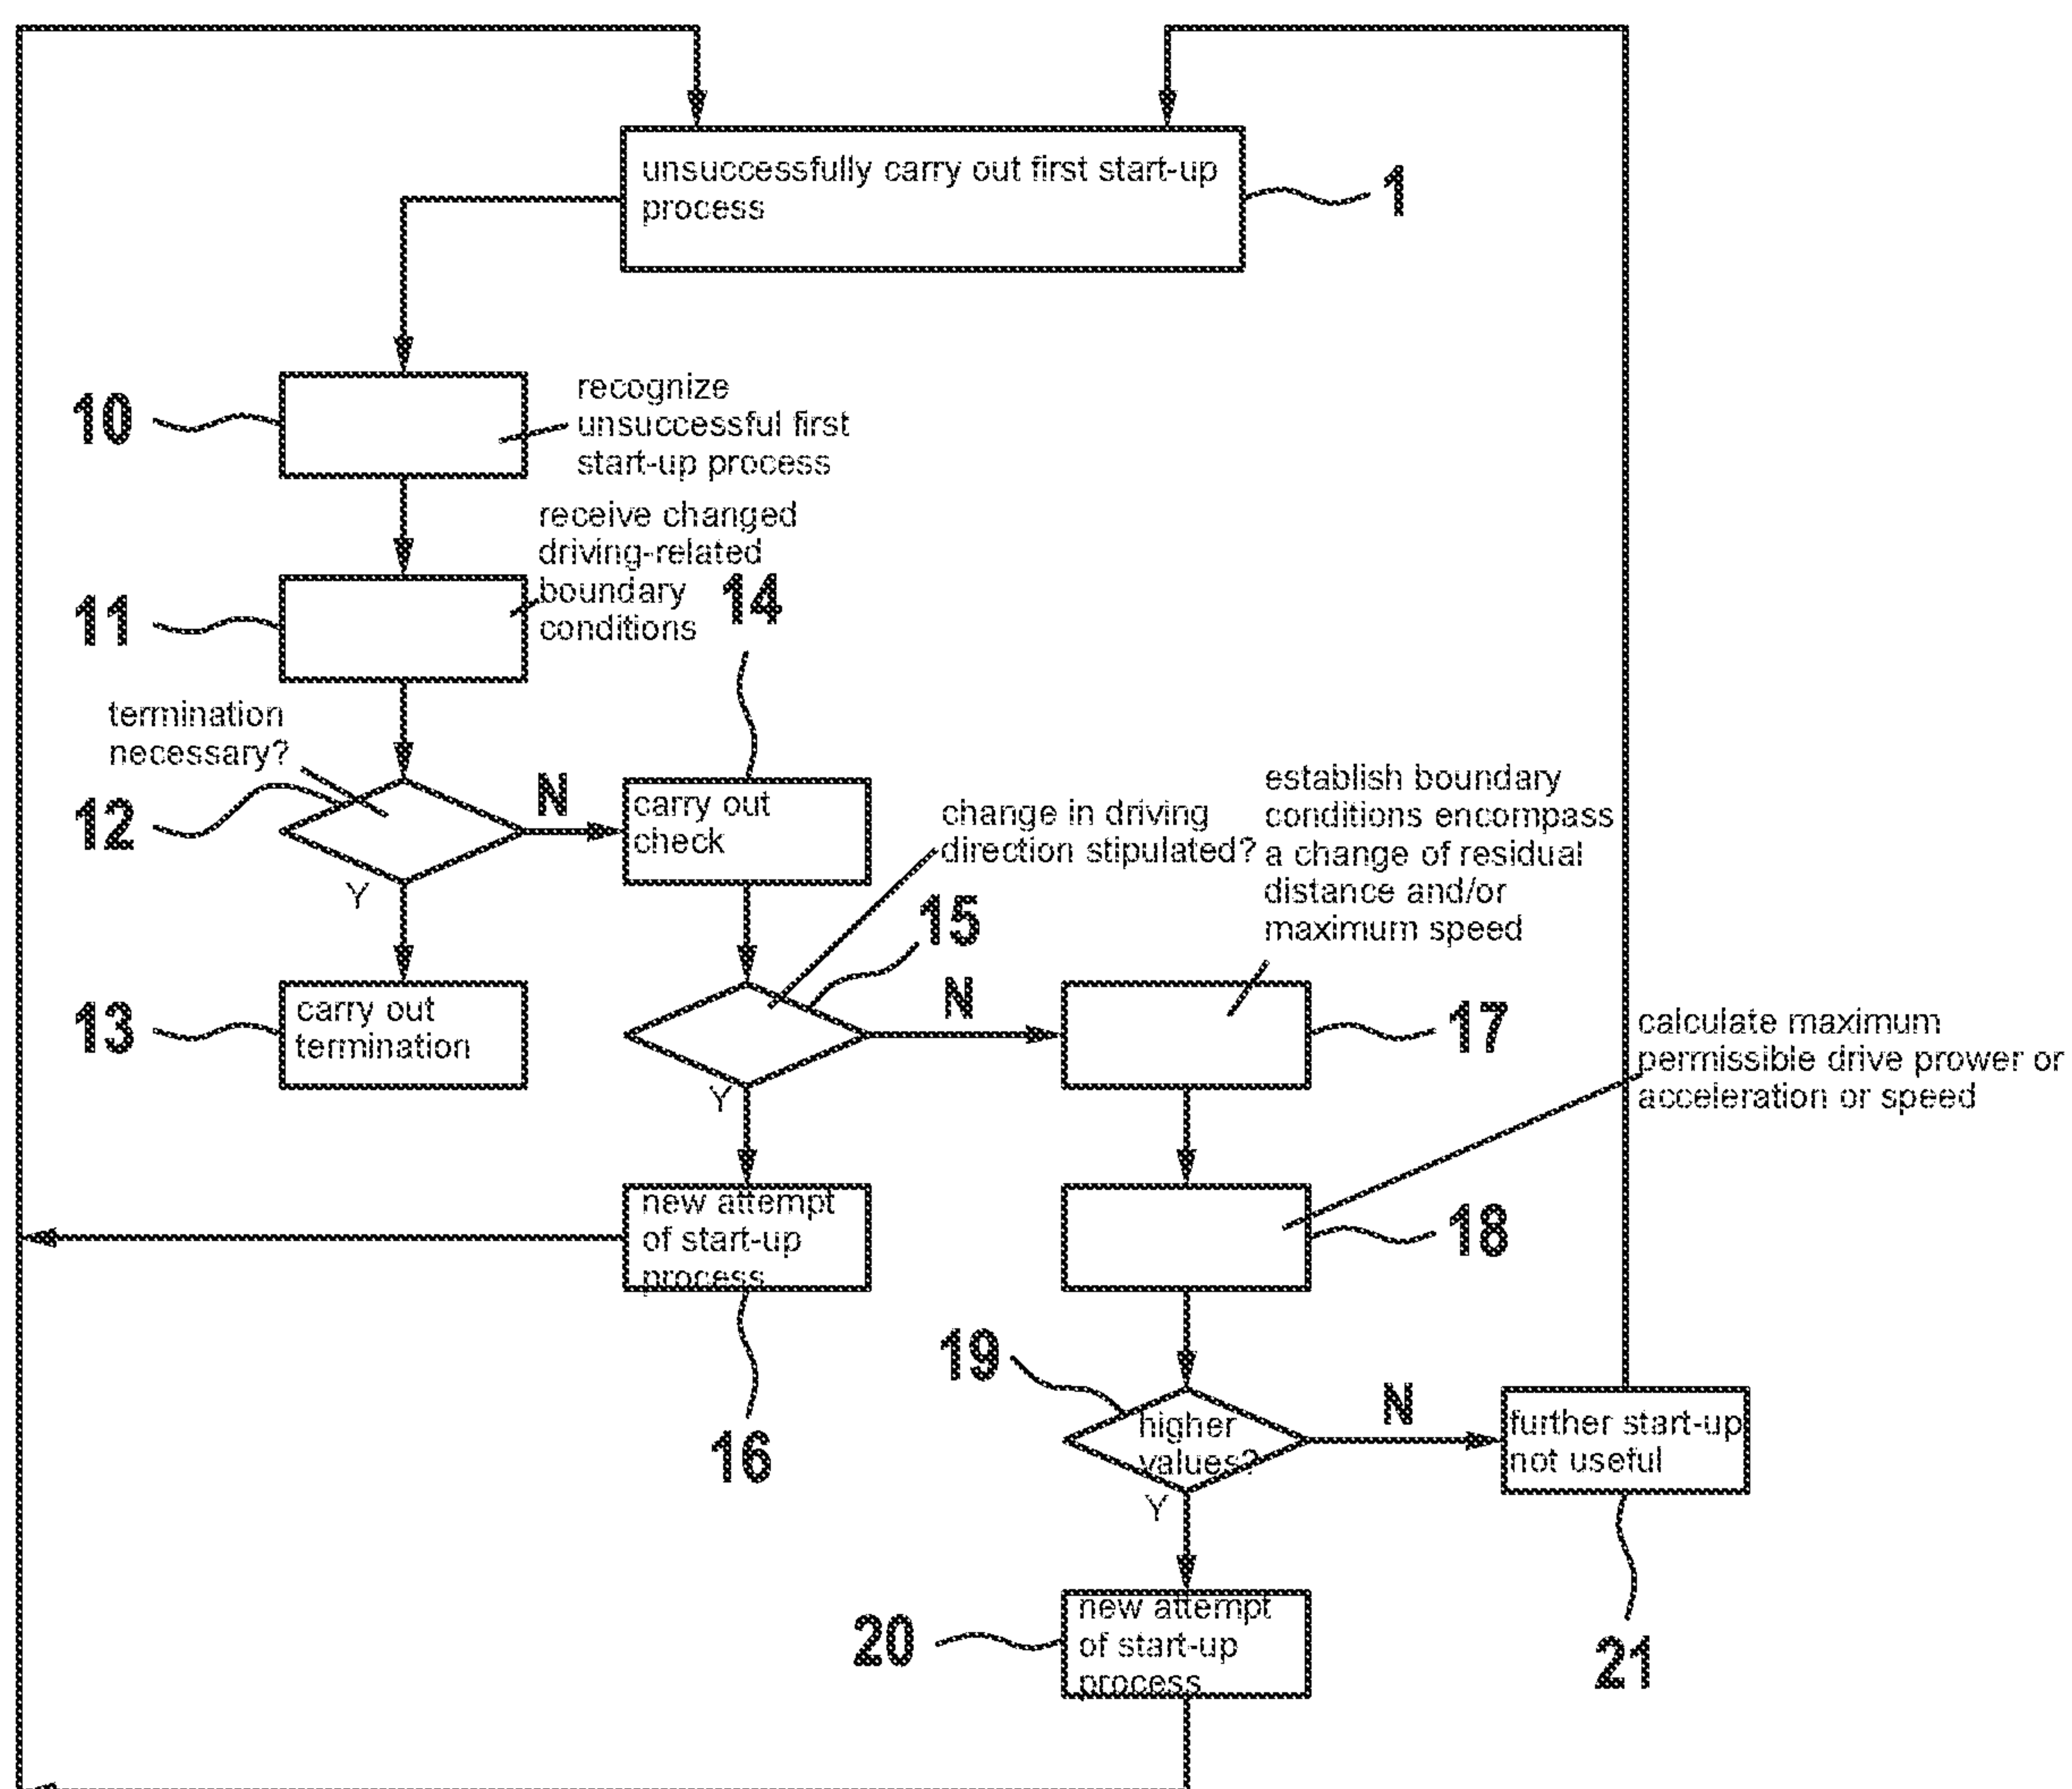 unsuccessfully carry out first start-up
process
1
10
recognize
unsuccessful first
start-up process
receive changed
driving-related
boundary
conditions
11
14
termination
necessary?
12
N
Y
carry out
check
change in driving
direction stipulated?
establish boundary
conditions encompass
a change of residual
distance and/or
maximum speed
15
13
carry out
termination
N
Y
17
calculate maximum
permissible drive prower or
acceleration or speed
new attempt
of start-up
process
18
16
19
higher
values?
N
Y
further start-up
not useful
20
new attempt
of start-up
process
21